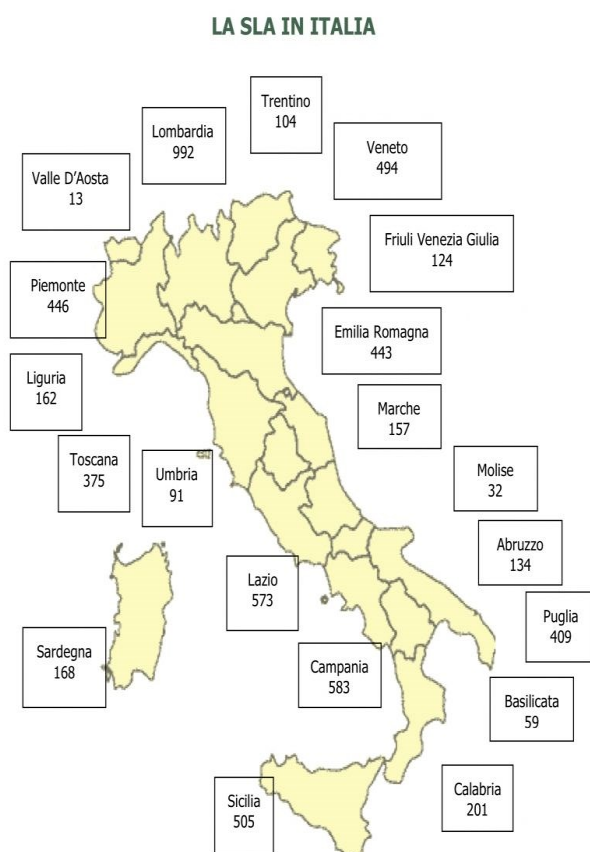 LA SLA IN ITALIA
Trentino
104
Lombardia
992
Veneto
494
Valle D'Aosta
13
Friuli Venezia Giulia
124
Piemonte
446
Emilia Romagna
443
Liguria
162
Marche
157
Toscana
375
Umbria
91
Molise
32
Abruzzo
134
Lazio
573
Puglia
409
Sardegna
168
Campania
583
Basilicata
59
Calabria
201
Sicilia
505